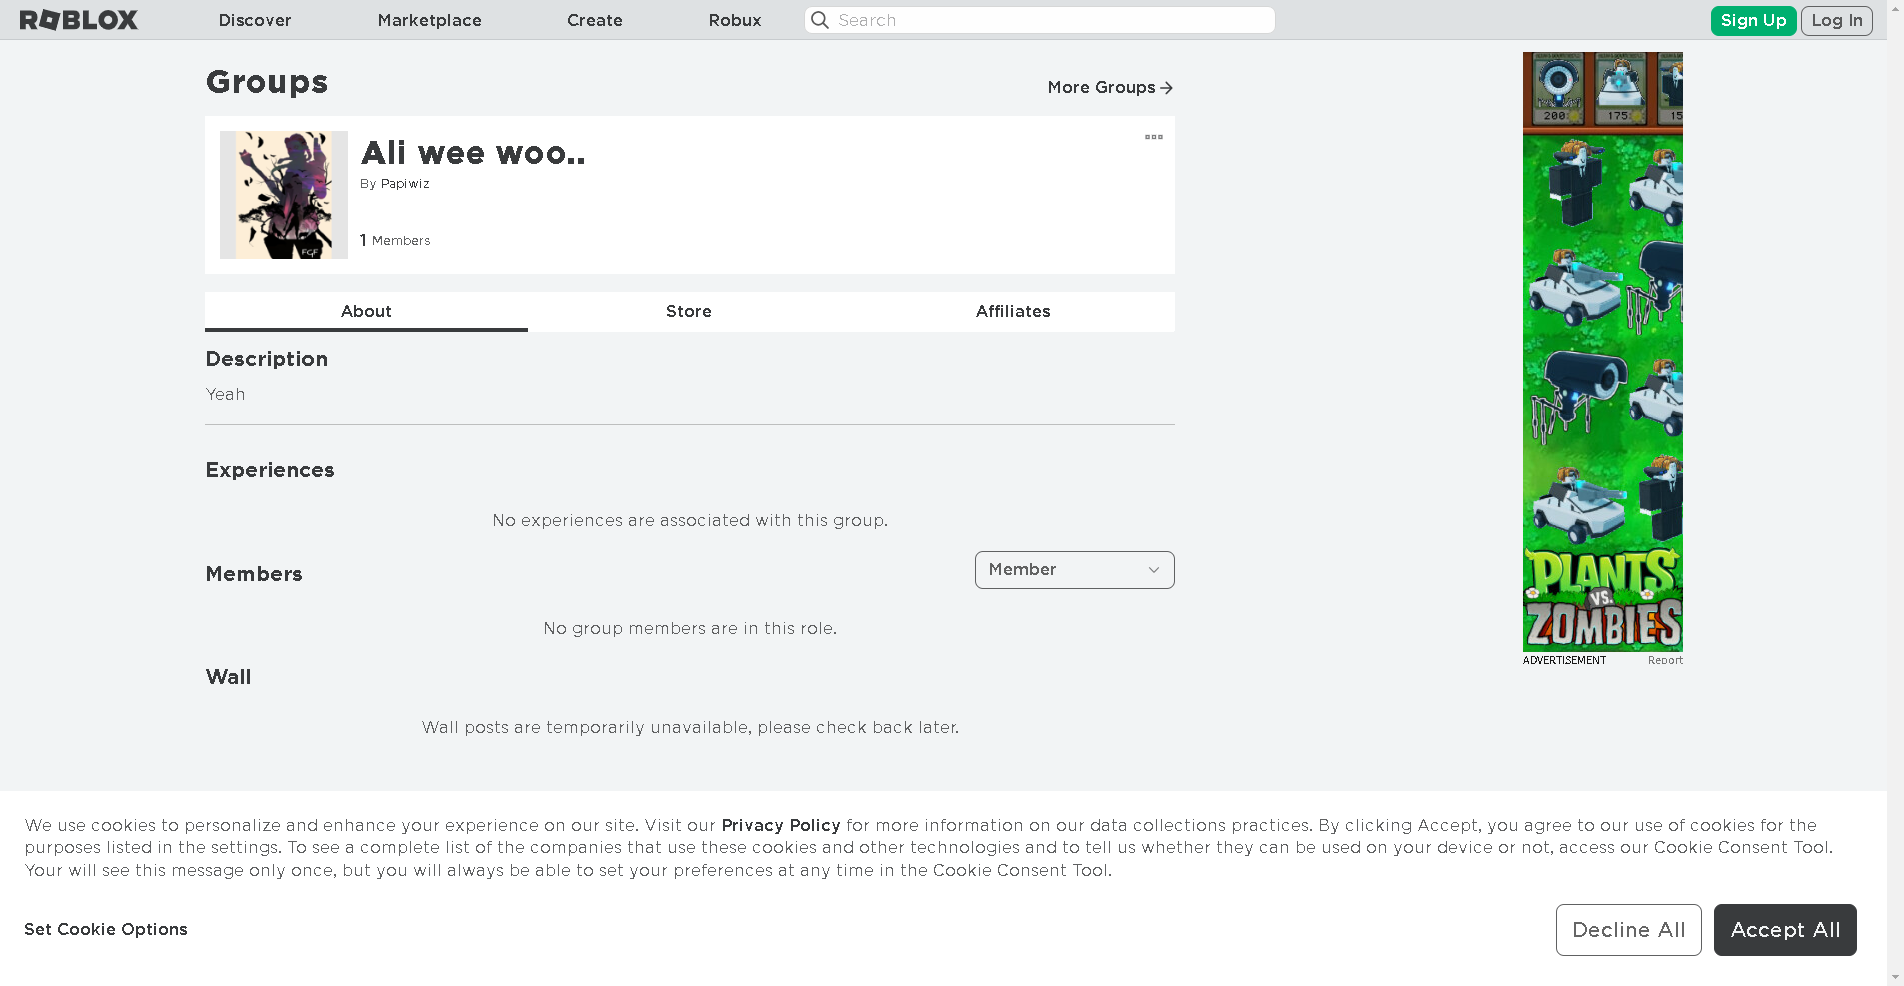 ROBLOX Discover Marketplace Create Robux Search Sign Up Log In
Groups
More Groups
Ali wee woo..
By Papiwiz
1 Members
FGF
About Store Affiliates
Description
Yeah
Experiences
No experiences are associated with this group.
Members
Member
No group members are in this role.
Wall
Wall posts are temporarily unavailable, please check back later.
200 175 15
PLANTS
VS.
ZOMBIES
ADVERTISEMENT Report
We use cookies to personalize and enhance your experience on our site. Visit our Privacy Policy for more information on our data collections practices. By clicking Accept, you agree to our use of cookies for the
purposes listed in the settings. To see a complete list of the companies that use these cookies and other technologies and to tell us whether they can be used on your device or not, access our Cookie Consent Tool.
Your will see this message only once, but you will always be able to set your preferences at any time in the Cookie Consent Tool.
Set Cookie Options
Decline All Accept All